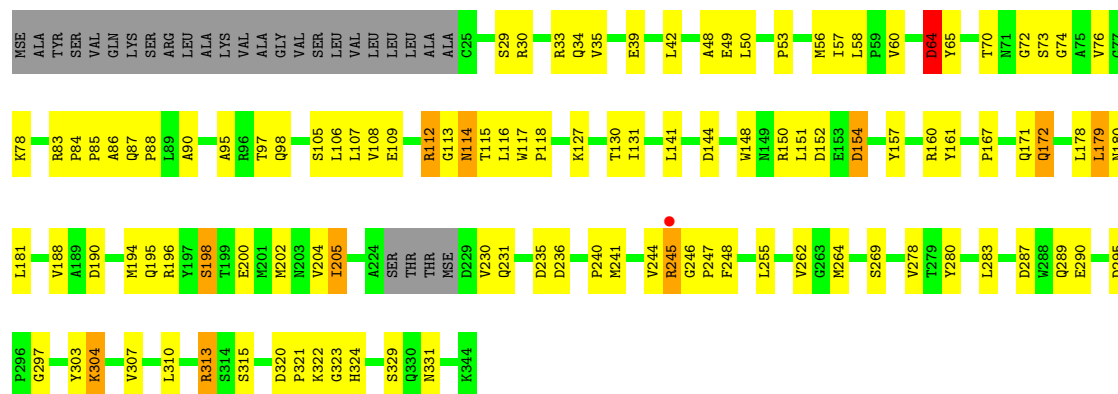 MSE ALA TYR SER VAL GLN LYS SER ARG LEU ALA LYS VAL ALA GLY VAL SER LEU VAL LEU LEU LEU ALA ALA C25 S29 R30 R33 Q34 V35 E39 L42 A48 E49 L50 P53 M56 I57 L58 P59 V60 D64 Y65 T70 N71 G72 S73 G74 A75 V76 C77
K78 R83 P84 P85 A86 Q87 P88 L89 A90 A95 R96 T97 Q98 S105 L106 L107 V108 E109 R112 G113 N114 T115 L116 W117 P118 K127 T130 I131 L141 D144 W148 N149 R150 L151 D152 E153 D154 Y157 R160 Y161 P167 Q171 Q172 L178 L179 N180
L181 V188 A189 D190 M194 Q195 R196 Y197 S198 T199 E200 M201 M202 N203 V204 I205 A224 SER THR THR MSE D229 V230 Q231 D235 D236 P240 M241 V244 R245 G246 P247 F248 L255 V262 G263 M264 S269 V278 T279 Y280 L283 D287 W288 Q289 E290
P296 G297 Y303 K304 V307 L310 R313 S314 S315 D320 P321 K322 G323 H324 S329 Q330 N331 K344